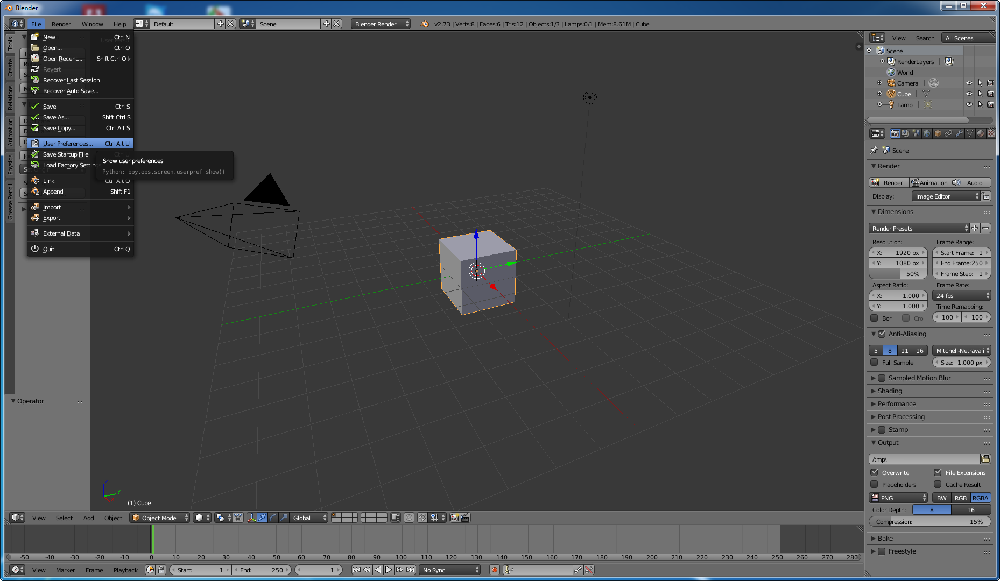 Blender
File Render Window Help Default Scene Blender Render v2.73 | Verts:8 | Faces:6 | Tris:12 | Objects:1/3 | Lamps:0/1 | Mem:8.61M | Cube
New Ctrl N
Open... Ctrl O
Open Recent... Shift Ctrl O
Revert
Recover Last Session
Recover Auto Save...
Save Ctrl S
Save As... Shift Ctrl S
Save Copy... Ctrl Alt S
User Preferences... Ctrl Alt U
Save Startup File Ctrl U
Load Factory Settings
Link Ctrl Alt O
Append Shift F1
Import
Export
External Data
Quit Ctrl Q
Show user preferences
Python: bpy.ops.screen.userpref_show()
Tools
Create
Relations
Animation
Physics
Grease Pencil
Operator
z
y
(1) Cube
View Select Add Object Object Mode Global
-50 -40 -30 -20 -10 0 10 20 30 40 50 60 70 80 90 100 110 120 130 140 150 160 170 180 190 200 210 220 230 240 250 260 270 280
View Marker Frame Playback Start: 1 End: 250 1 No Sync
View Search All Scenes
Scene
RenderLayers |
World
Camera |
Cube |
Lamp |
Scene
Render
Render Animation Audio
Display: Image Editor
Dimensions
Render Presets
Resolution: Frame Range:
X: 1920 px Start Frame: 1
Y: 1080 px End Frame:250
50% Frame Step: 1
Aspect Ratio: Frame Rate:
X: 1.000 24 fps
Y: 1.000 Time Remapping:
Bor Cro 100 100
Anti-Aliasing
5 8 11 16 Mitchell-Netravali
Full Sample Size: 1.000 px
Sampled Motion Blur
Shading
Performance
Post Processing
Stamp
Output
/tmp\
Overwrite File Extensions
Placeholders Cache Result
PNG BW RGB RGBA
Color Depth: 8 16
Compression: 15%
Bake
Freestyle